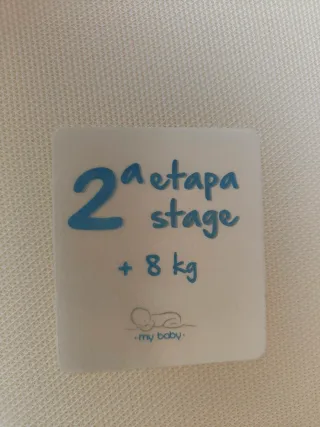 2ª etapa
stage
+ 8 kg
·my baby·